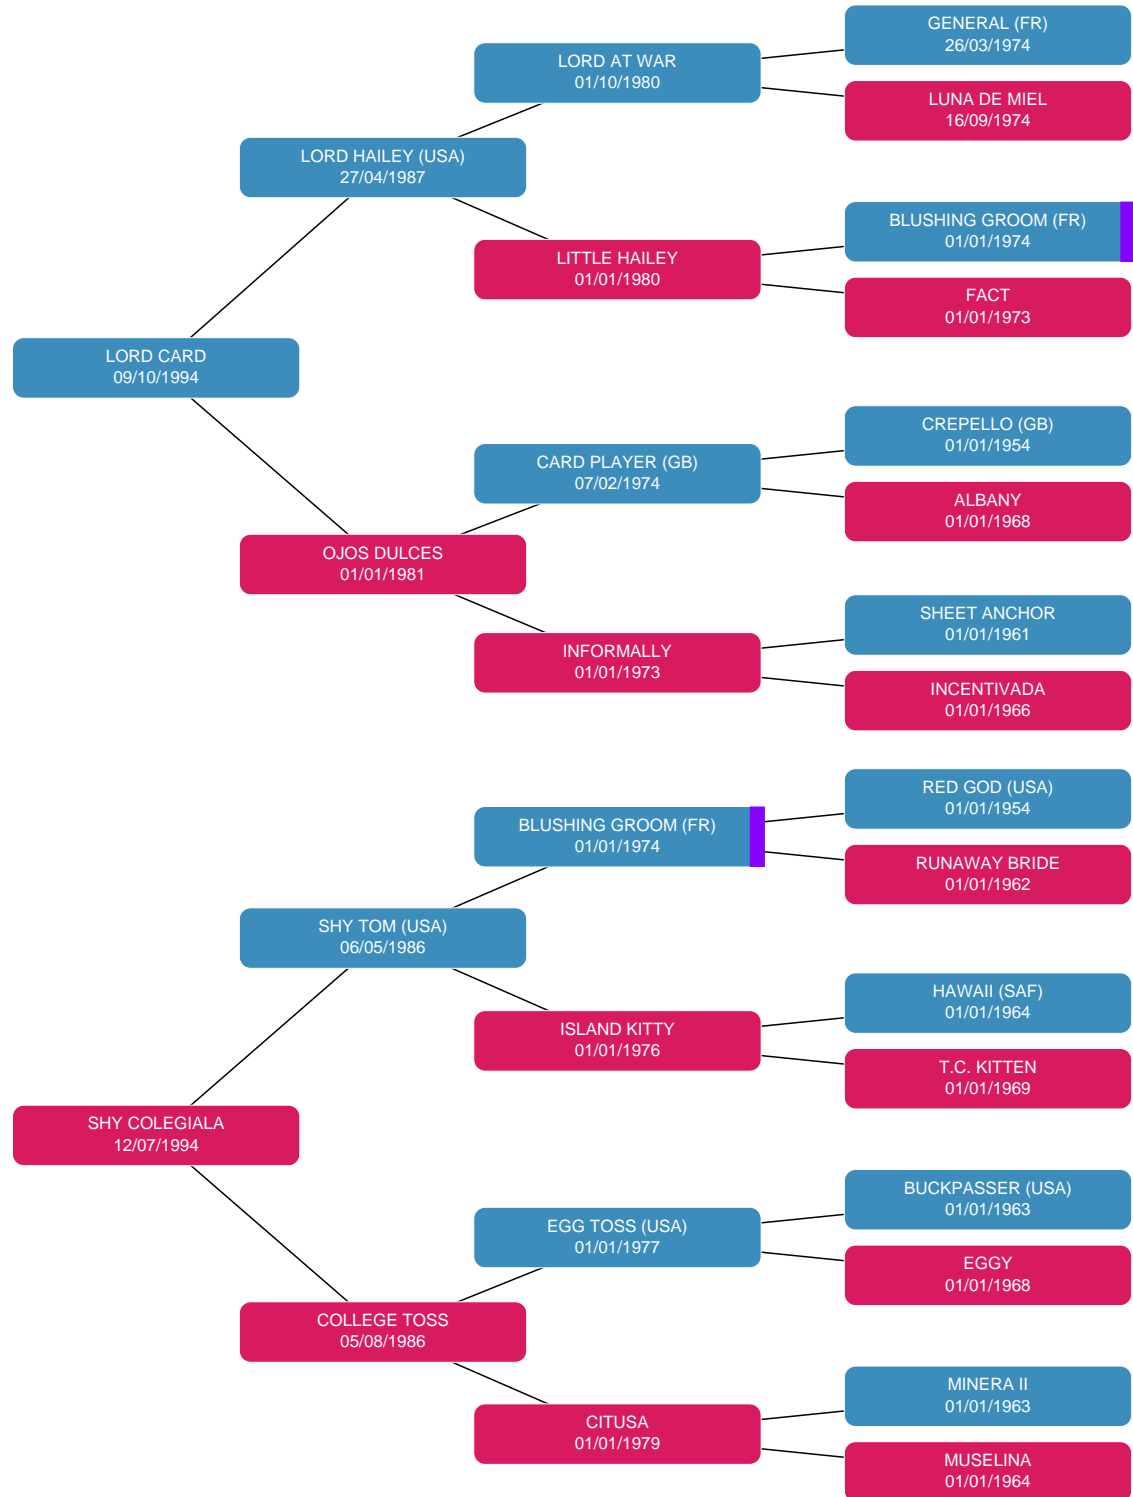 GENERAL (FR)
26/03/1974
LORD AT WAR
01/10/1980
LUNA DE MIEL
16/09/1974
LORD HAILEY (USA)
27/04/1987
BLUSHING GROOM (FR)
01/01/1974
LITTLE HAILEY
01/01/1980
FACT
01/01/1973
LORD CARD
09/10/1994
CREPELLO (GB)
01/01/1954
CARD PLAYER (GB)
07/02/1974
ALBANY
01/01/1968
OJOS DULCES
01/01/1981
SHEET ANCHOR
01/01/1961
INFORMALLY
01/01/1973
INCENTIVADA
01/01/1966
RED GOD (USA)
01/01/1954
BLUSHING GROOM (FR)
01/01/1974
RUNAWAY BRIDE
01/01/1962
SHY TOM (USA)
06/05/1986
HAWAII (SAF)
01/01/1964
ISLAND KITTY
01/01/1976
T.C. KITTEN
01/01/1969
SHY COLEGIALA
12/07/1994
BUCKPASSER (USA)
01/01/1963
EGG TOSS (USA)
01/01/1977
EGGY
01/01/1968
COLLEGE TOSS
05/08/1986
MINERA II
01/01/1963
CITUSA
01/01/1979
MUSELINA
01/01/1964